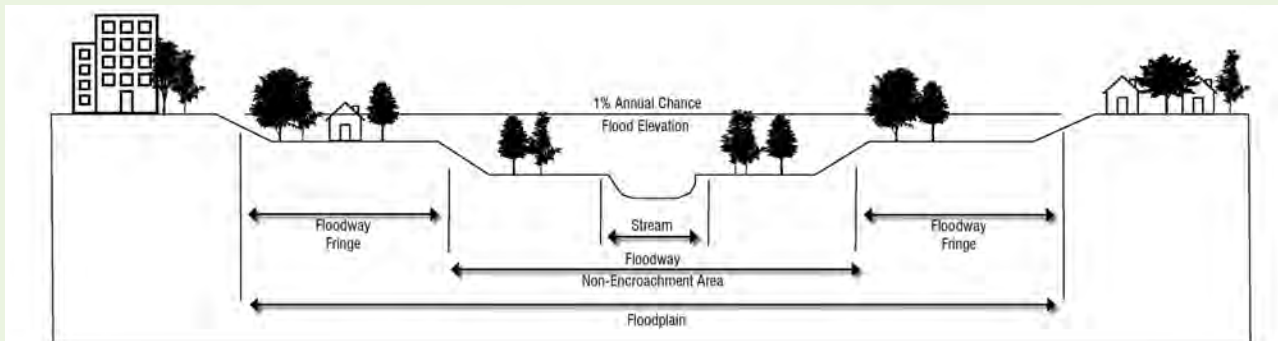 1% Annual Chance
Flood Elevation
Floodway
Fringe
Stream
Floodway
Fringe
Floodway
Non-Encroachment Area
Floodplain